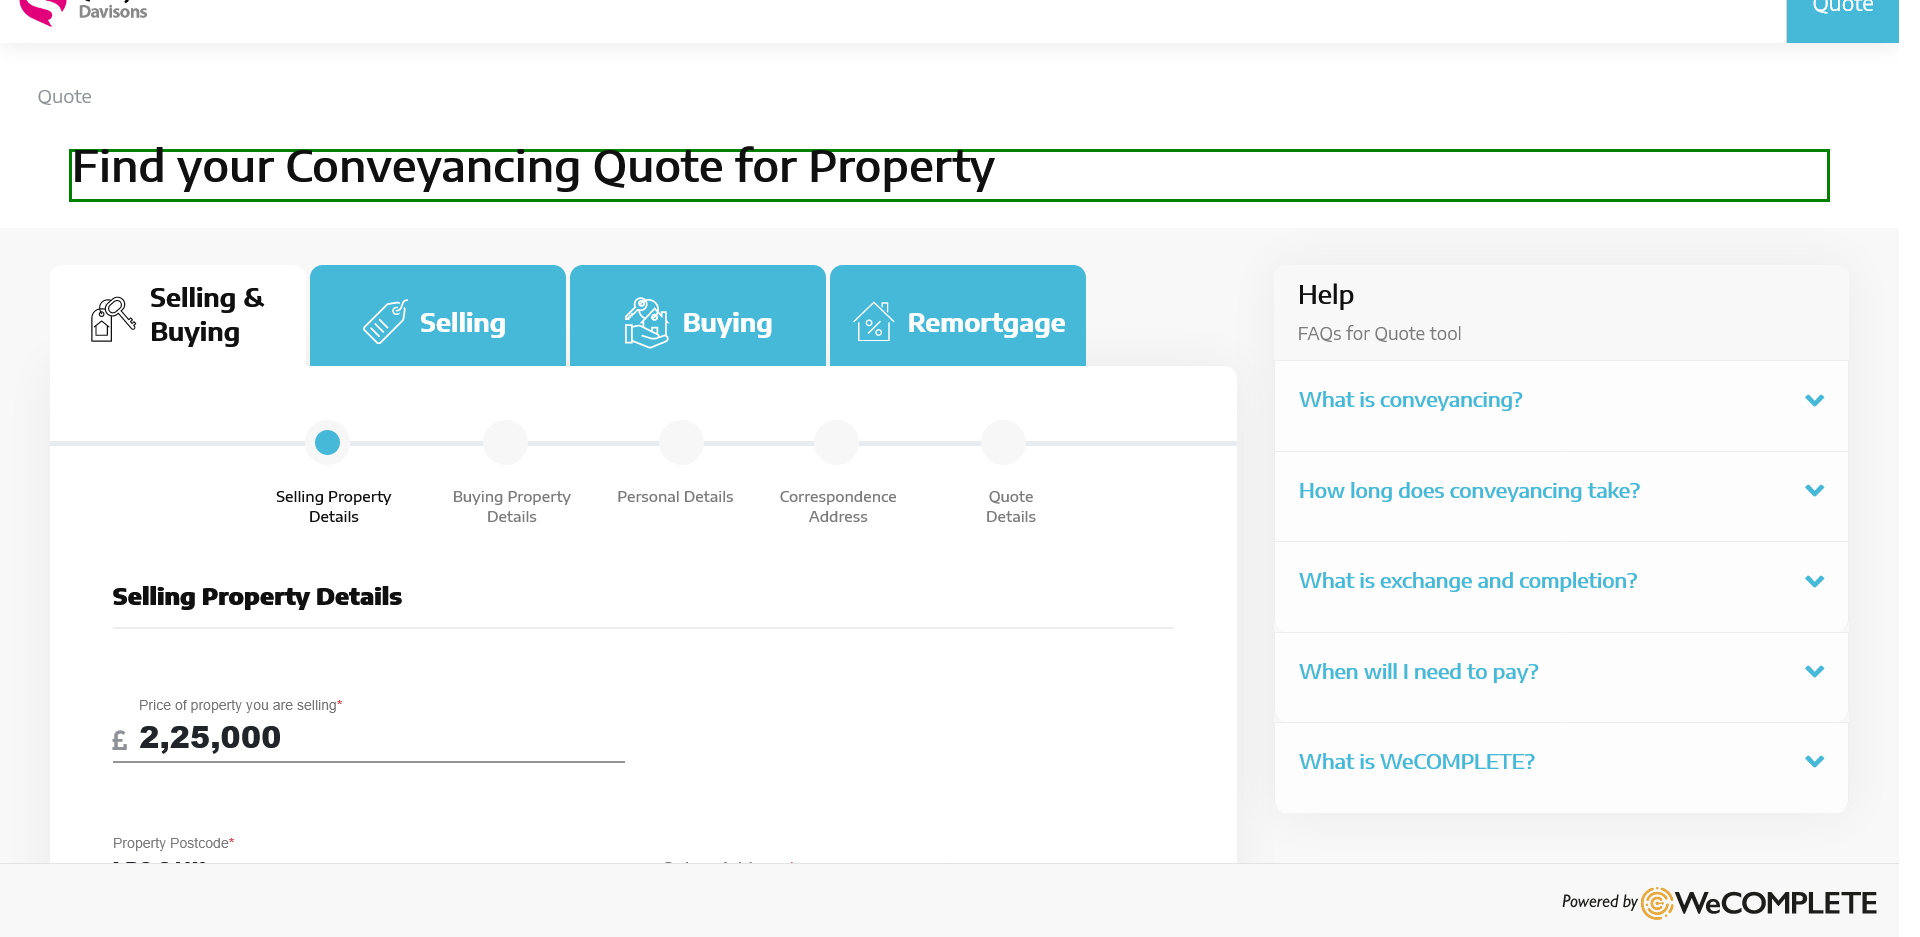 Davisons
Quote
Quote
Find your Conveyancing Quote for Property
Selling &
Buying
Selling
Buying
Remortgage
Help
FAQs for Quote tool
What is conveyancing?
How long does conveyancing take?
What is exchange and completion?
When will I need to pay?
What is WeCOMPLETE?
Selling Property
Details
Buying Property
Details
Personal Details
Correspondence
Address
Quote
Details
Selling Property Details
Price of property you are selling*
£ 2,25,000
Property Postcode*
Powered by WeCOMPLETE